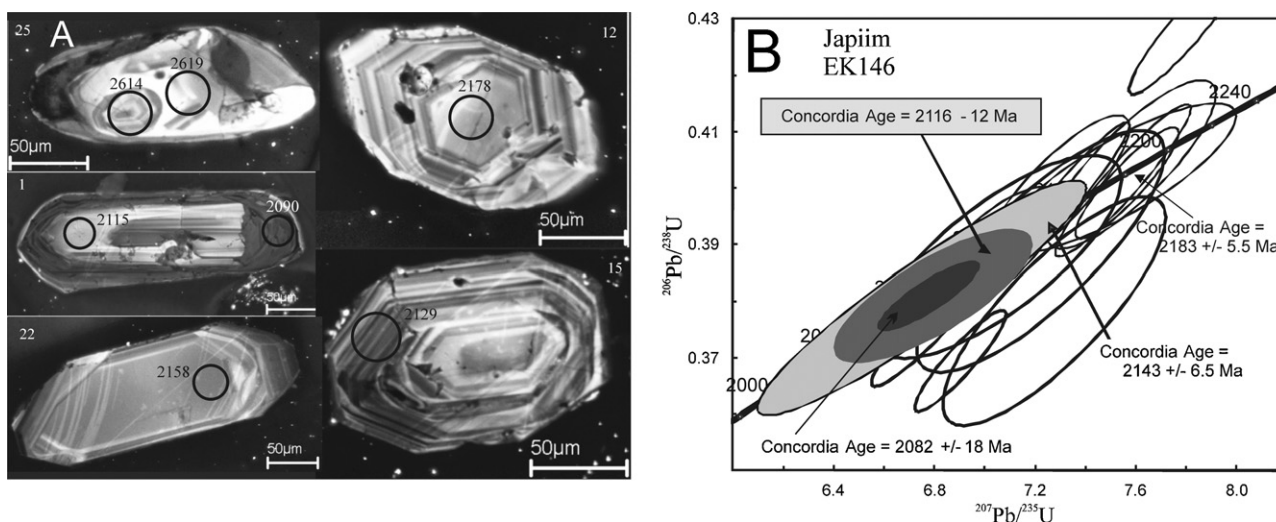 25
A
2614
2619
50µm
1
2115
2090
50µm
22
2158
50µm
12
2178
50µm
15
2129
50µm
B
Japiim
EK146
0.43
0.41
0.39
0.37
206Pb/238U
Concordia Age = 2116 - 12 Ma
2240
2200
Concordia Age =
2183 +/- 5.5 Ma
Concordia Age =
2143 +/- 6.5 Ma
2000
Concordia Age = 2082 +/- 18 Ma
6.4
6.8
7.2
7.6
8.0
207Pb/235U